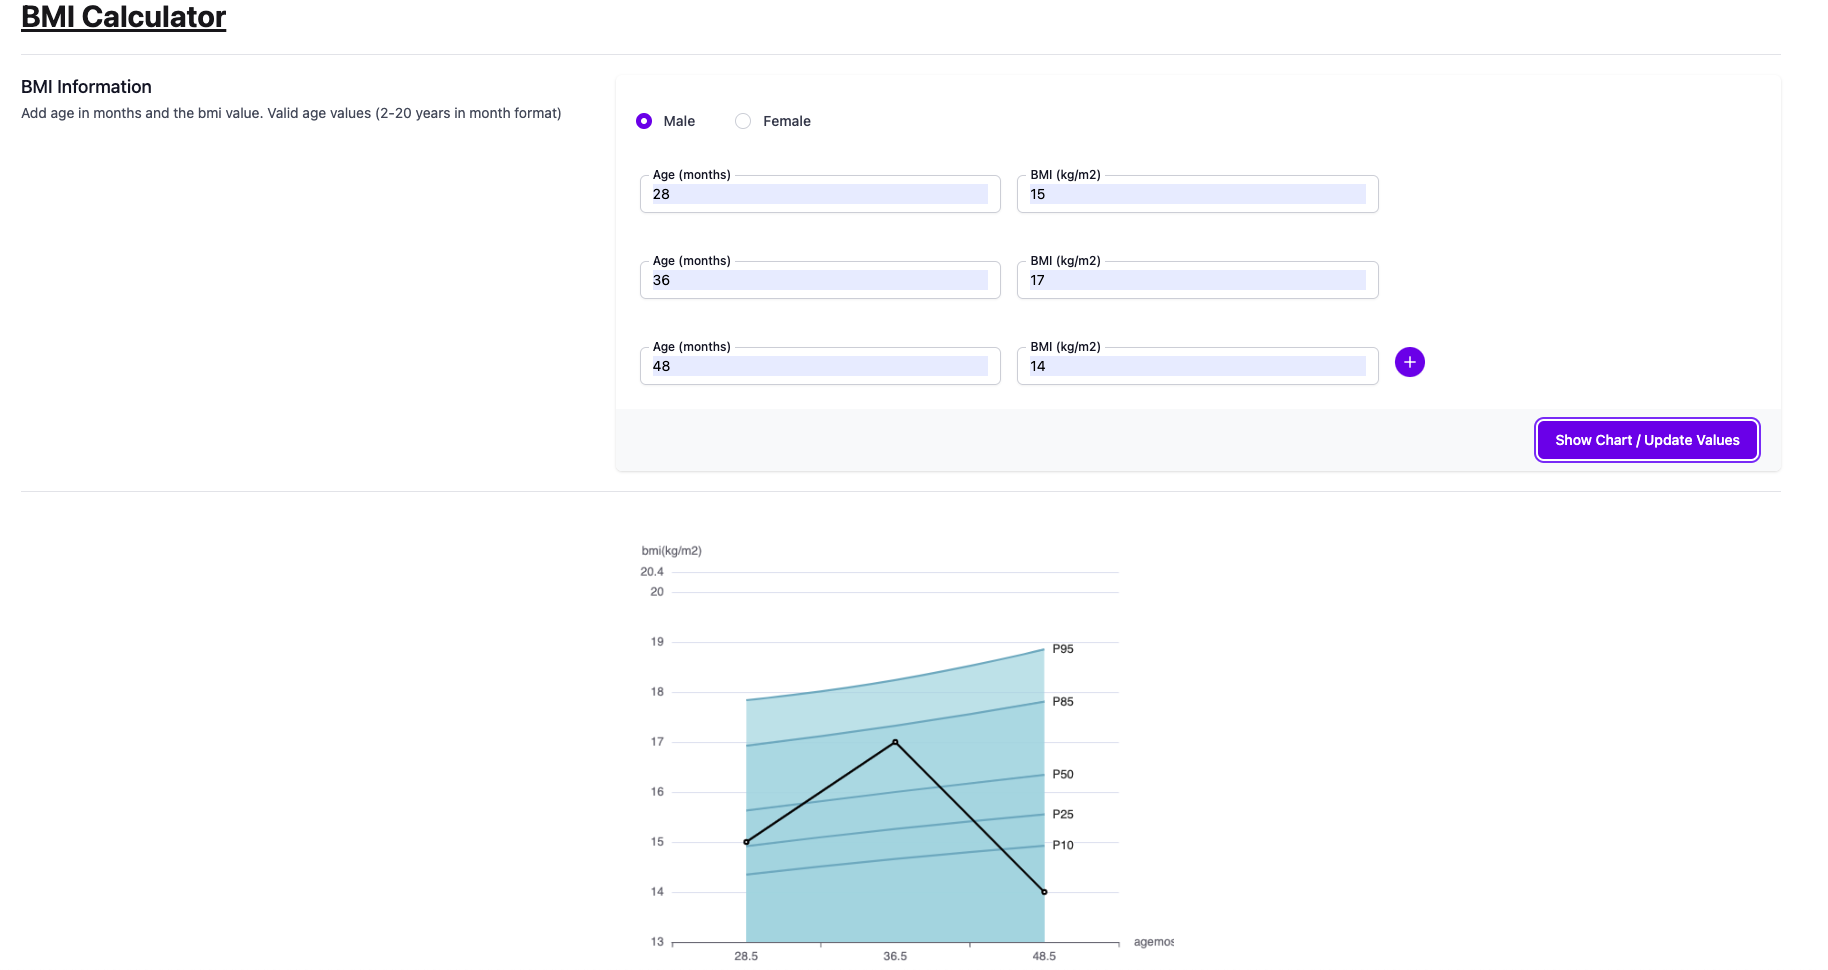 BMI Calculator
BMI Information
Add age in months and the bmi value. Valid age values (2-20 years in month format)
Male Female
Age (months) BMI (kg/m2)
28 15
Age (months) BMI (kg/m2)
36 17
Age (months) BMI (kg/m2)
48 14
+
Show Chart / Update Values
bmi(kg/m2)
20.4
20
19
P95
18
P85
17
P50
16
P25
15
P10
14
13
agemos
28.5 36.5 48.5